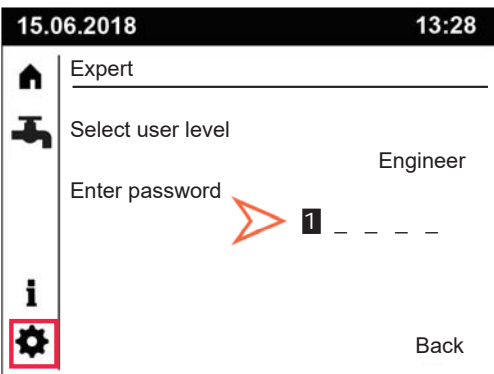 15.06.2018 13:28
Expert
Select user level
Engineer
Enter password
1 _ _ _ _
i
Back